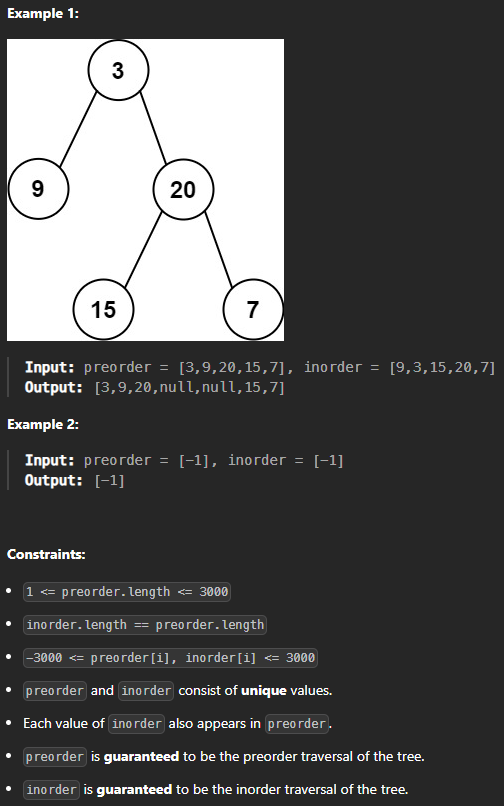 Example 1:
3
9
20
15
7
Input: preorder = [3,9,20,15,7], inorder = [9,3,15,20,7]
Output: [3,9,20,null,null,15,7]
Example 2:
Input: preorder = [-1], inorder = [-1]
Output: [-1]
Constraints:
• 1 <= preorder.length <= 3000
• inorder.length == preorder.length
• -3000 <= preorder[i], inorder[i] <= 3000
• preorder and inorder consist of unique values.
• Each value of inorder also appears in preorder.
• preorder is guaranteed to be the preorder traversal of the tree.
• inorder is guaranteed to be the inorder traversal of the tree.